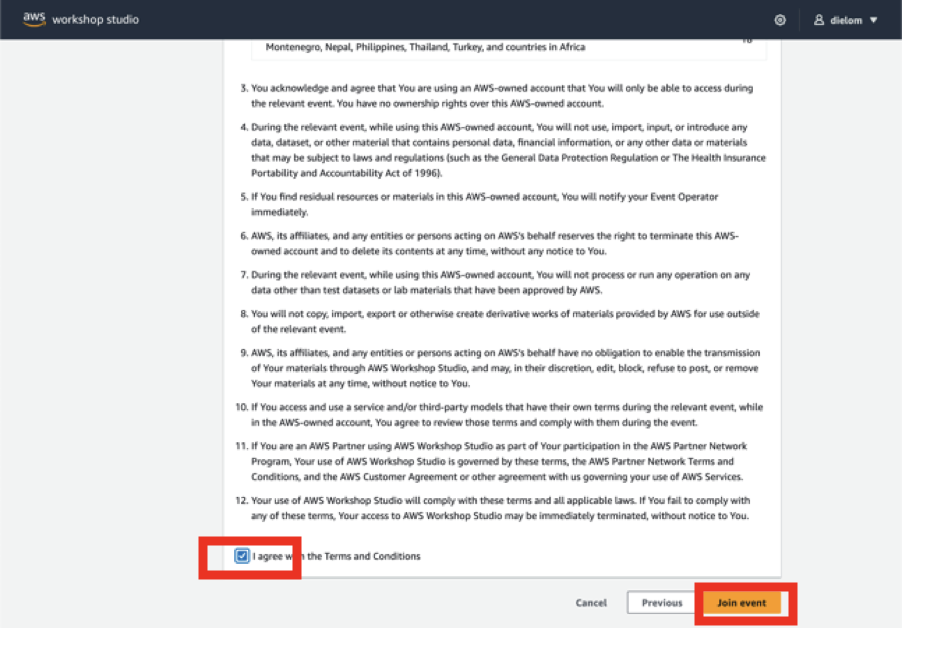 aws workshop studio
dielom
Montenegro, Nepal, Philippines, Thailand, Turkey, and countries in Africa
3. You acknowledge and agree that You are using an AWS-owned account that You will only be able to access during
the relevant event. You have no ownership rights over this AWS-owned account.
4. During the relevant event, while using this AWS-owned account, You will not use, import, input, or introduce any
data, dataset, or other material that contains personal data, financial information, or any other data or materials
that may be subject to laws and regulations (such as the General Data Protection Regulation or The Health Insurance
Portability and Accountability Act of 1996).
5. If You find residual resources or materials in this AWS-owned account, You will notify your Event Operator
immediately.
6. AWS, its affiliates, and any entities or persons acting on AWS's behalf reserves the right to terminate this AWS-
owned account and to delete its contents at any time, without any notice to You.
7. During the relevant event, while using this AWS-owned account, You will not process or run any operation on any
data other than test datasets or lab materials that have been approved by AWS.
8. You will not copy, import, export or otherwise create derivative works of materials provided by AWS for use outside
of the relevant event.
9. AWS, its affiliates, and any entities or persons acting on AWS's behalf have no obligation to enable the transmission
of Your materials through AWS Workshop Studio, and may, in their discretion, edit, block, refuse to post, or remove
Your materials at any time, without notice to You.
10. If You access and use a service and/or third-party models that have their own terms during the relevant event, while
in the AWS-owned account, You agree to review those terms and comply with them during the event.
11. If You are an AWS Partner using AWS Workshop Studio as part of Your participation in the AWS Partner Network
Program, Your use of AWS Workshop Studio is governed by these terms, the AWS Partner Network Terms and
Conditions, and the AWS Customer Agreement or other agreement with us governing your use of AWS Services.
12. Your use of AWS Workshop Studio will comply with these terms and all applicable laws. If You fail to comply with
any of these terms, Your access to AWS Workshop Studio may be immediately terminated, without notice to You.
I agree with the Terms and Conditions
Cancel Previous Join event